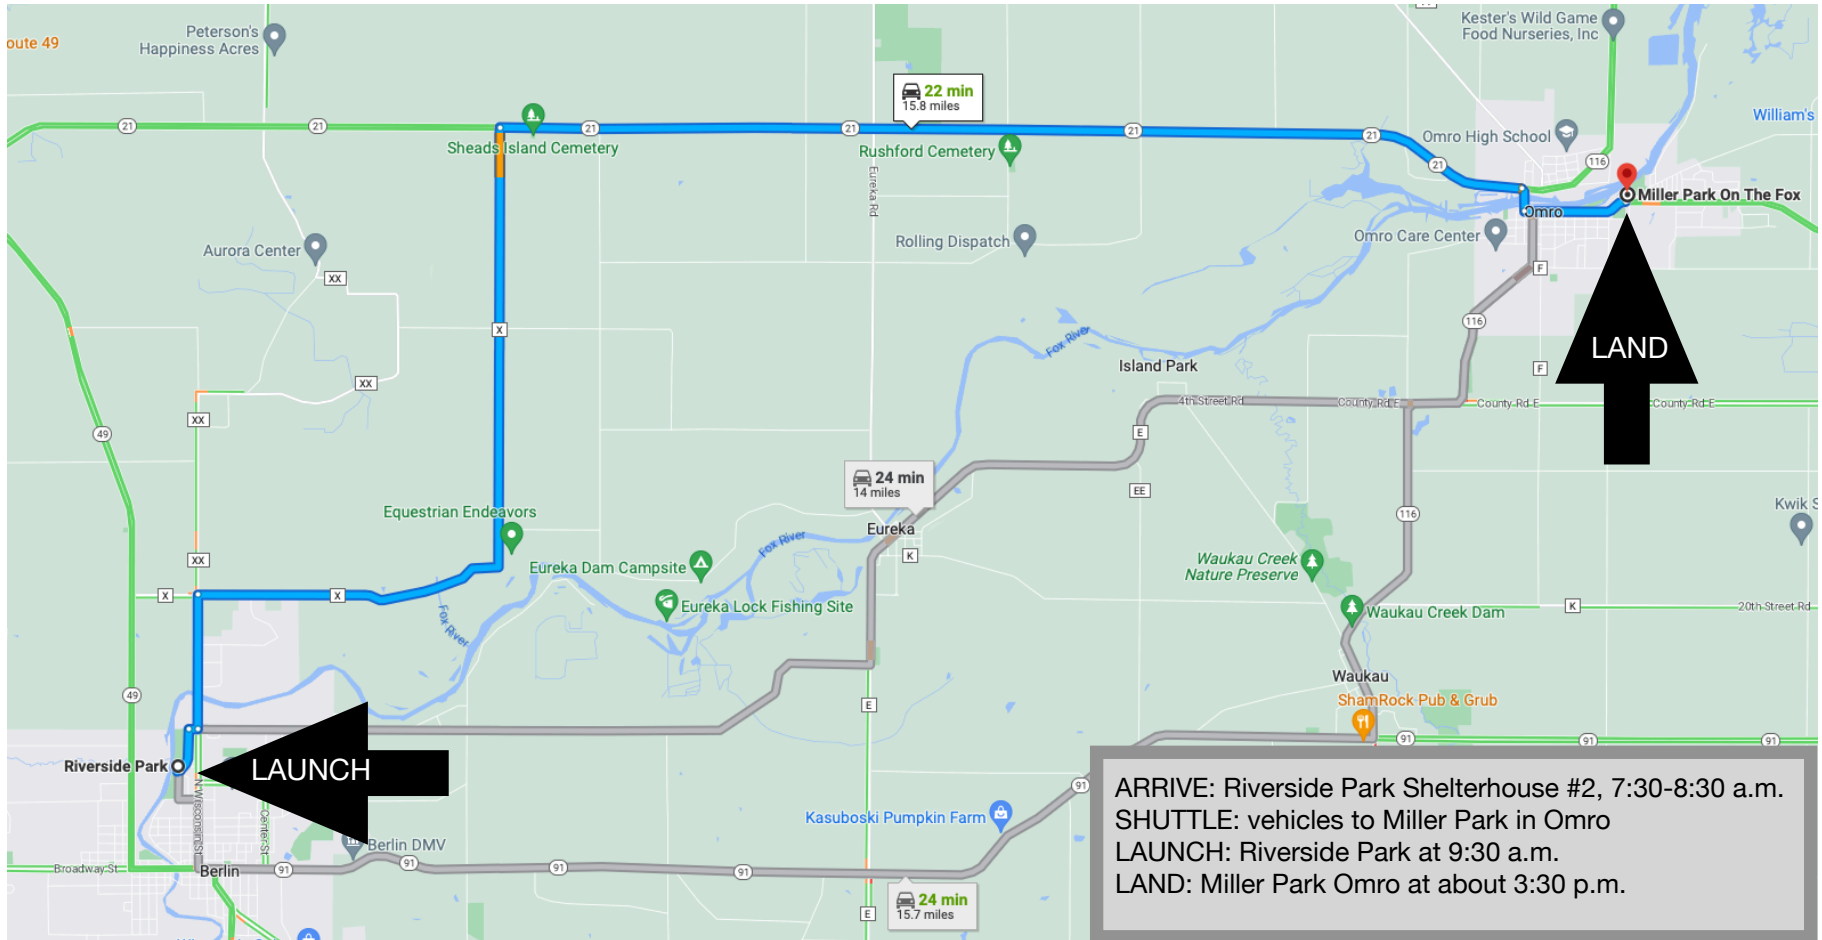 Peterson's
Happiness Acres
oute 49
Kester's Wild Game
Food Nurseries, Inc
22 min
15.8 miles
William's
21
21
21
21
21
21
21
Omro High School
116
Sheads Island Cemetery
Rushford Cemetery
Eureka Rd
Miller Park On The Fox
Omro
Aurora Center
XX
Rolling Dispatch
Omro Care Center
F
X
116
Fox River
LAND
Island Park
F
XX
XX
4th Street Rd
County Rd E
County Rd E
County Rd E
49
E
24 min
14 miles
EE
Kwik S
Equestrian Endeavors
116
Eureka
Fox River
K
XX
Eureka Dam Campsite
Waukau Creek
Nature Preserve
X
X
Eureka Lock Fishing Site
Fox River
Waukau Creek Dam
K
20th Street Rd
Waukau
49
E
ShamRock Pub & Grub
91
91
91
Riverside Park
LAUNCH
N Wisconsin St
Center St
91
Kasuboski Pumpkin Farm
Berlin DMV
Broadway St
Berlin
91
91
91
91
24 min
15.7 miles
E
ARRIVE: Riverside Park Shelterhouse #2, 7:30-8:30 a.m.
SHUTTLE: vehicles to Miller Park in Omro
LAUNCH: Riverside Park at 9:30 a.m.
LAND: Miller Park Omro at about 3:30 p.m.